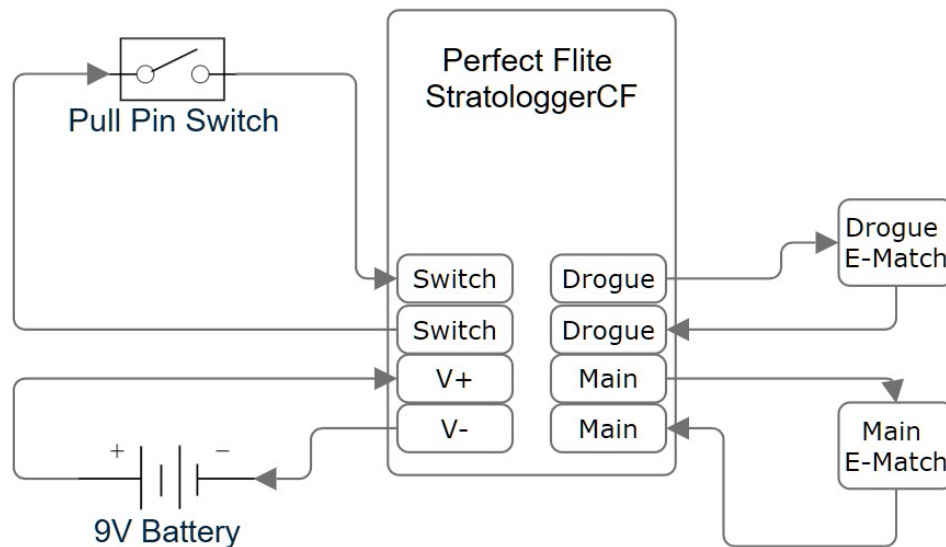 Perfect Flite
StratologgerCF
Pull Pin Switch
Drogue
E-Match
Switch
Drogue
Switch
Drogue
V+
Main
V-
Main
Main
E-Match
+
−
9V Battery